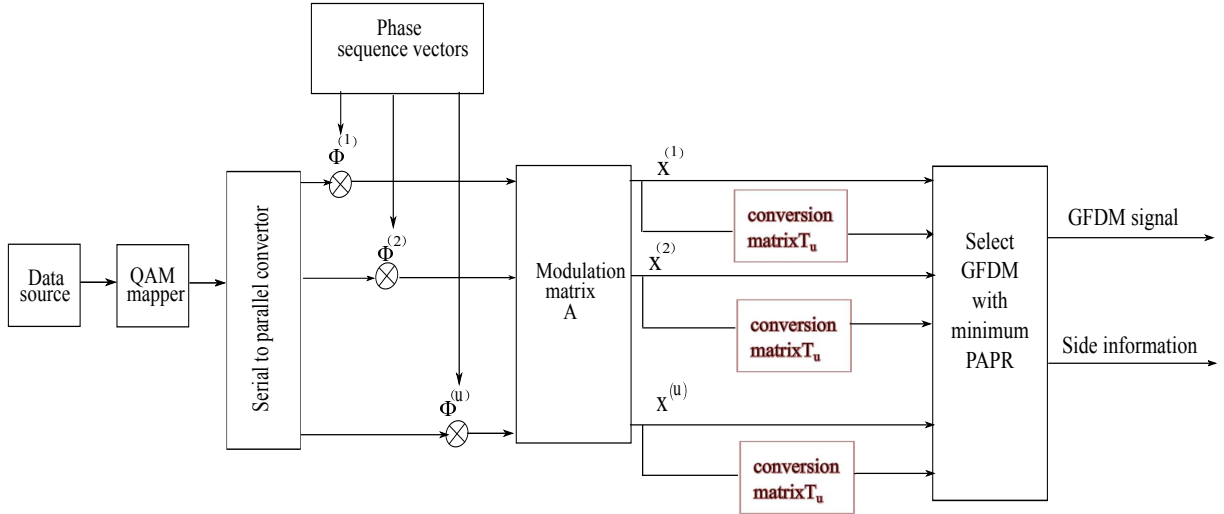 Phase
sequence vectors
Φ(1)
Φ(2)
Φ(u)
Data
source
QAM
mapper
Serial to parallel convertor
Modulation
matrix
A
x(1)
conversion
matrixTu
x(2)
conversion
matrixTu
x(u)
conversion
matrixTu
Select
GFDM
with
minimum
PAPR
GFDM signal
Side information